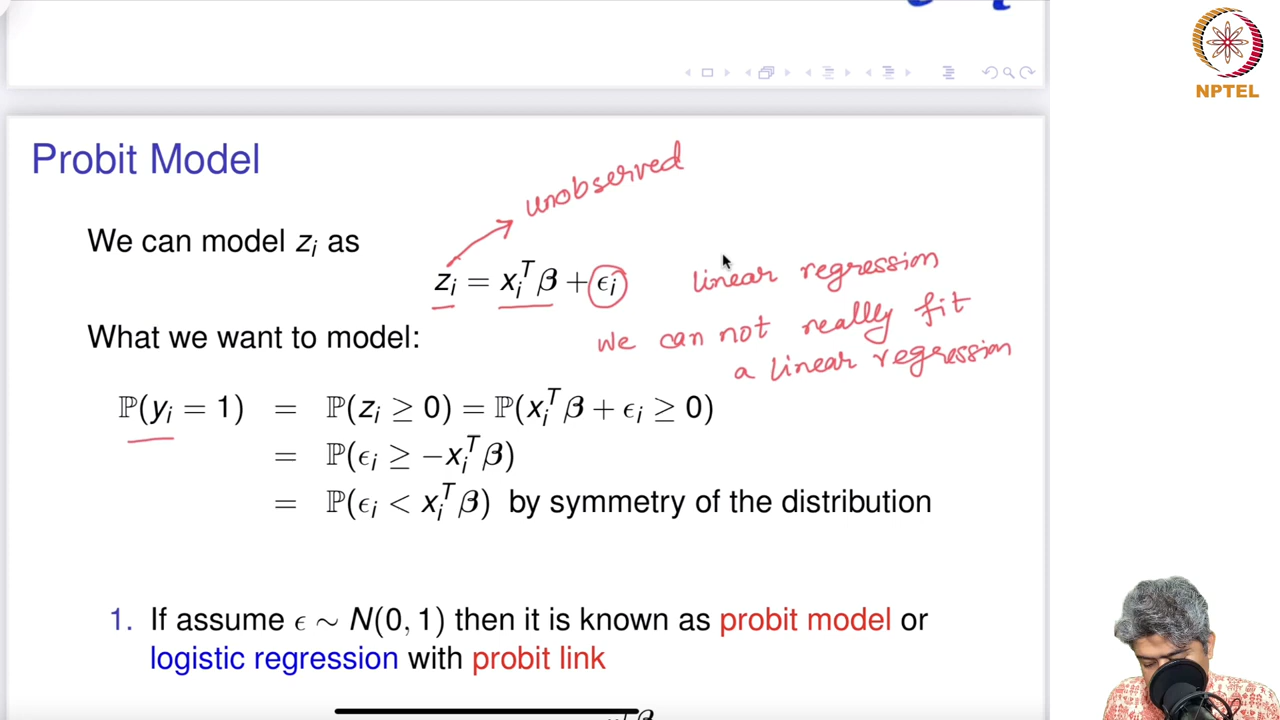 NPTEL
Probit Model
unobserved
We can model zᵢ as
zᵢ = xᵢᵀβ + ϵᵢ
linear regression
What we want to model:
we can not really fit
a linear regression
ℙ(yᵢ = 1) = ℙ(zᵢ ≥ 0) = ℙ(xᵢᵀβ + ϵᵢ ≥ 0)
= ℙ(ϵᵢ ≥ −xᵢᵀβ)
= ℙ(ϵᵢ < xᵢᵀβ) by symmetry of the distribution
1. If assume ϵ ∼ N(0, 1) then it is known as probit model or
logistic regression with probit link